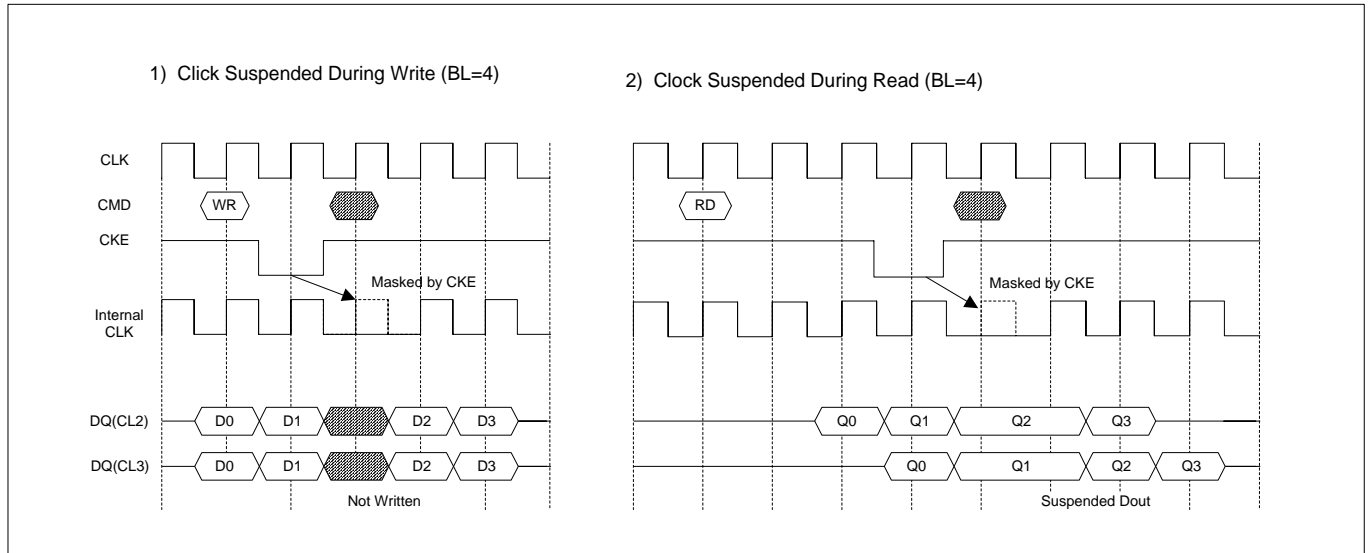 1) Click Suspended During Write (BL=4)
2) Clock Suspended During Read (BL=4)
CLK
CMD
WR
RD
CKE
Masked by CKE
Masked by CKE
Internal
CLK
DQ(CL2)
D0
D1
D2
D3
Q0
Q1
Q2
Q3
DQ(CL3)
D0
D1
D2
D3
Q0
Q1
Q2
Q3
Not Written
Suspended Dout